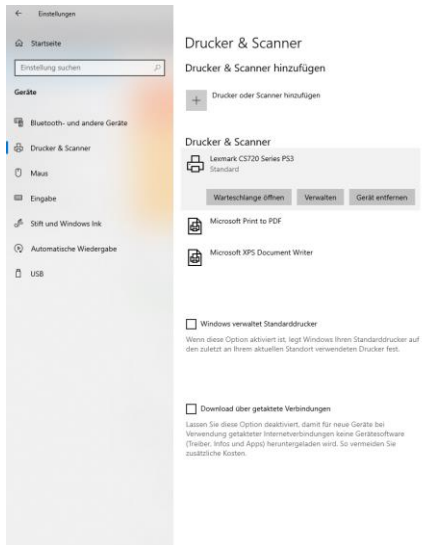 Einstellungen
Startseite
Einstellung suchen
Geräte
Bluetooth- und andere Geräte
Drucker & Scanner
Maus
Eingabe
Stift und Windows Ink
Automatische Wiedergabe
USB
Drucker & Scanner
Drucker & Scanner hinzufügen
Drucker oder Scanner hinzufügen
Drucker & Scanner
Lexmark CS720 Series PS3
Standard
Warteschlange öffnen Verwalten Gerät entfernen
Microsoft Print to PDF
Microsoft XPS Document Writer
Windows verwaltet Standarddrucker
Wenn diese Option aktiviert ist, legt Windows Ihren Standarddrucker auf
den zuletzt an Ihrem aktuellen Standort verwendeten Drucker fest.
Download über getaktete Verbindungen
Lassen Sie diese Option deaktiviert, damit für neue Geräte bei
Verwendung getakteter Internetverbindungen keine Gerätesoftware
(Treiber, Infos und Apps) heruntergeladen wird. So vermeiden Sie
zusätzliche Kosten.